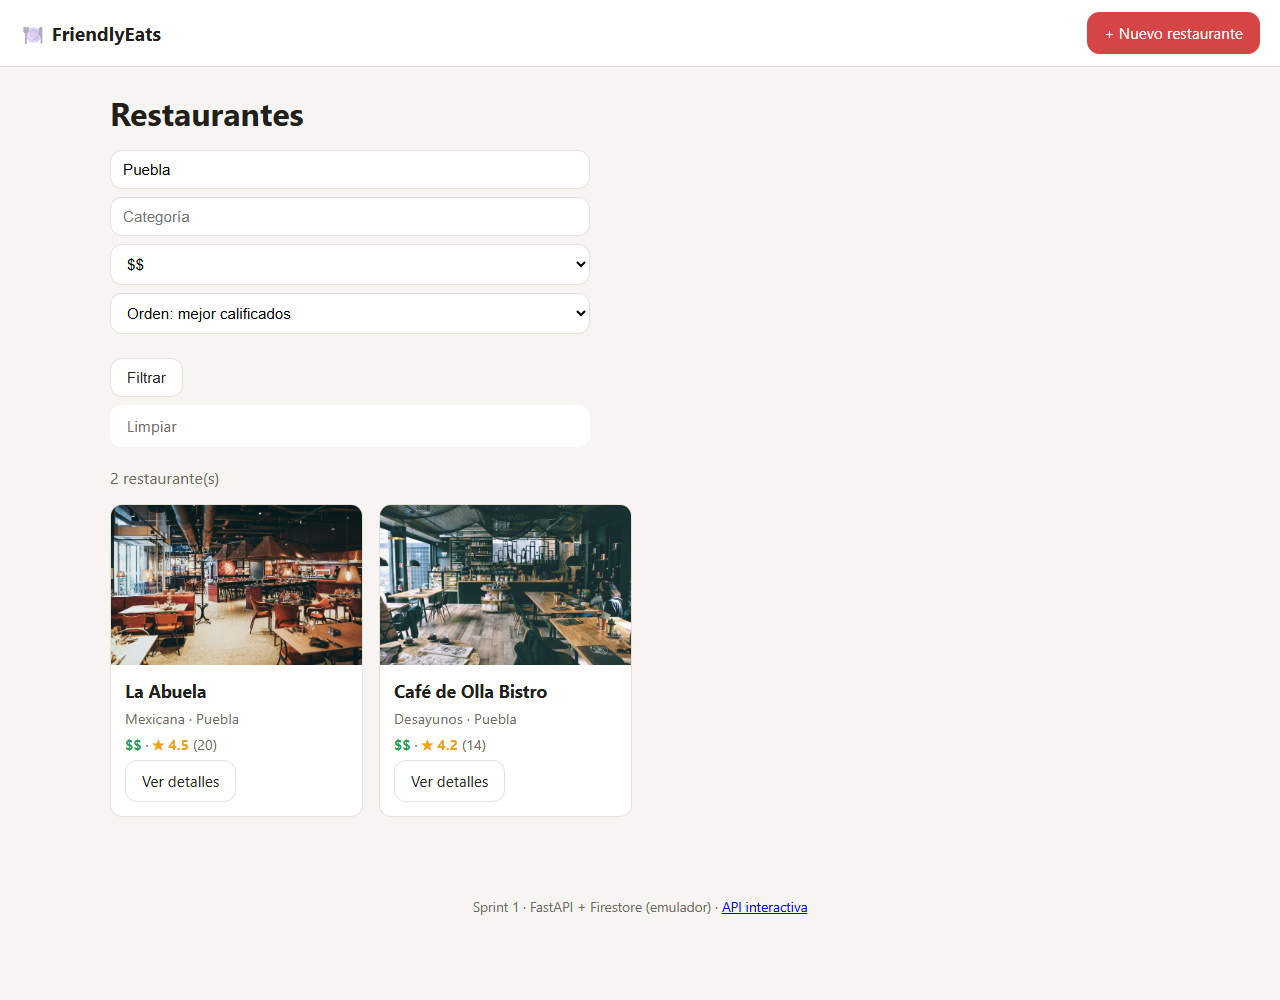 FriendlyEats
+ Nuevo restaurante
Restaurantes
Puebla
Categoría
$$
Orden: mejor calificados
Filtrar
Limpiar
2 restaurante(s)
La Abuela
Mexicana · Puebla
$$ · ★ 4.5 (20)
Ver detalles
Café de Olla Bistro
Desayunos · Puebla
$$ · ★ 4.2 (14)
Ver detalles
Sprint 1 · FastAPI + Firestore (emulador) · API interactiva